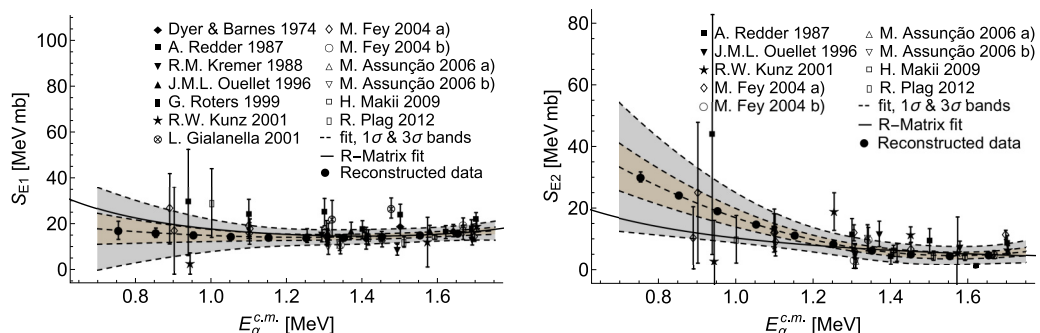 100
80
60
40
20
0
S_E1 [MeV mb]
Dyer & Barnes 1974
A. Redder 1987
R.M. Kremer 1988
J.M.L. Ouellet 1996
G. Roters 1999
R.W. Kunz 2001
L. Gialanella 2001
M. Fey 2004 a)
M. Fey 2004 b)
M. Assunção 2006 a)
M. Assunção 2006 b)
H. Makii 2009
R. Plag 2012
fit, 1σ & 3σ bands
R−Matrix fit
Reconstructed data
0.8 1.0 1.2 1.4 1.6
E_α^c.m. [MeV]
80
60
40
20
0
S_E2 [MeV mb]
A. Redder 1987
J.M.L. Ouellet 1996
R.W. Kunz 2001
M. Fey 2004 a)
M. Fey 2004 b)
M. Assunção 2006 a)
M. Assunção 2006 b)
H. Makii 2009
R. Plag 2012
fit, 1σ & 3σ bands
R−Matrix fit
Reconstructed data
0.8 1.0 1.2 1.4 1.6
E_α^c.m. [MeV]